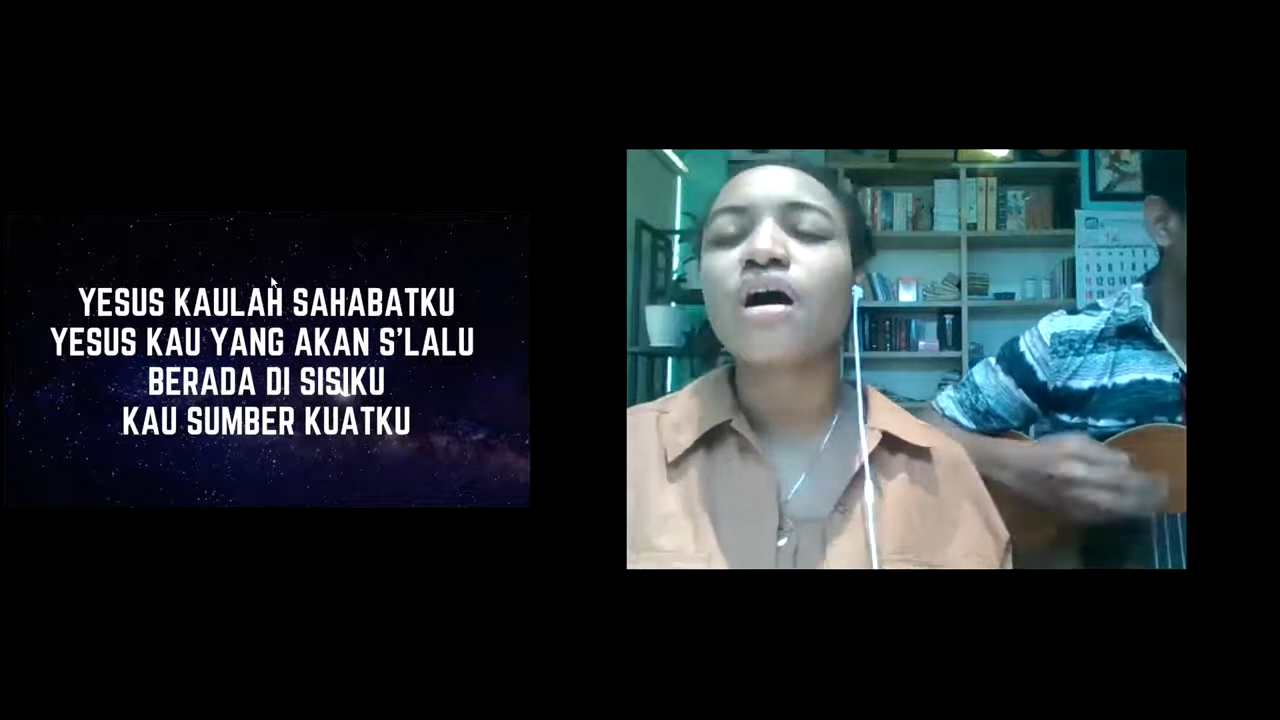 YESUS KAULAH SAHABATKU
YESUS KAU YANG AKAN S'LALU
BERADA DI SISIKU
KAU SUMBER KUATKU